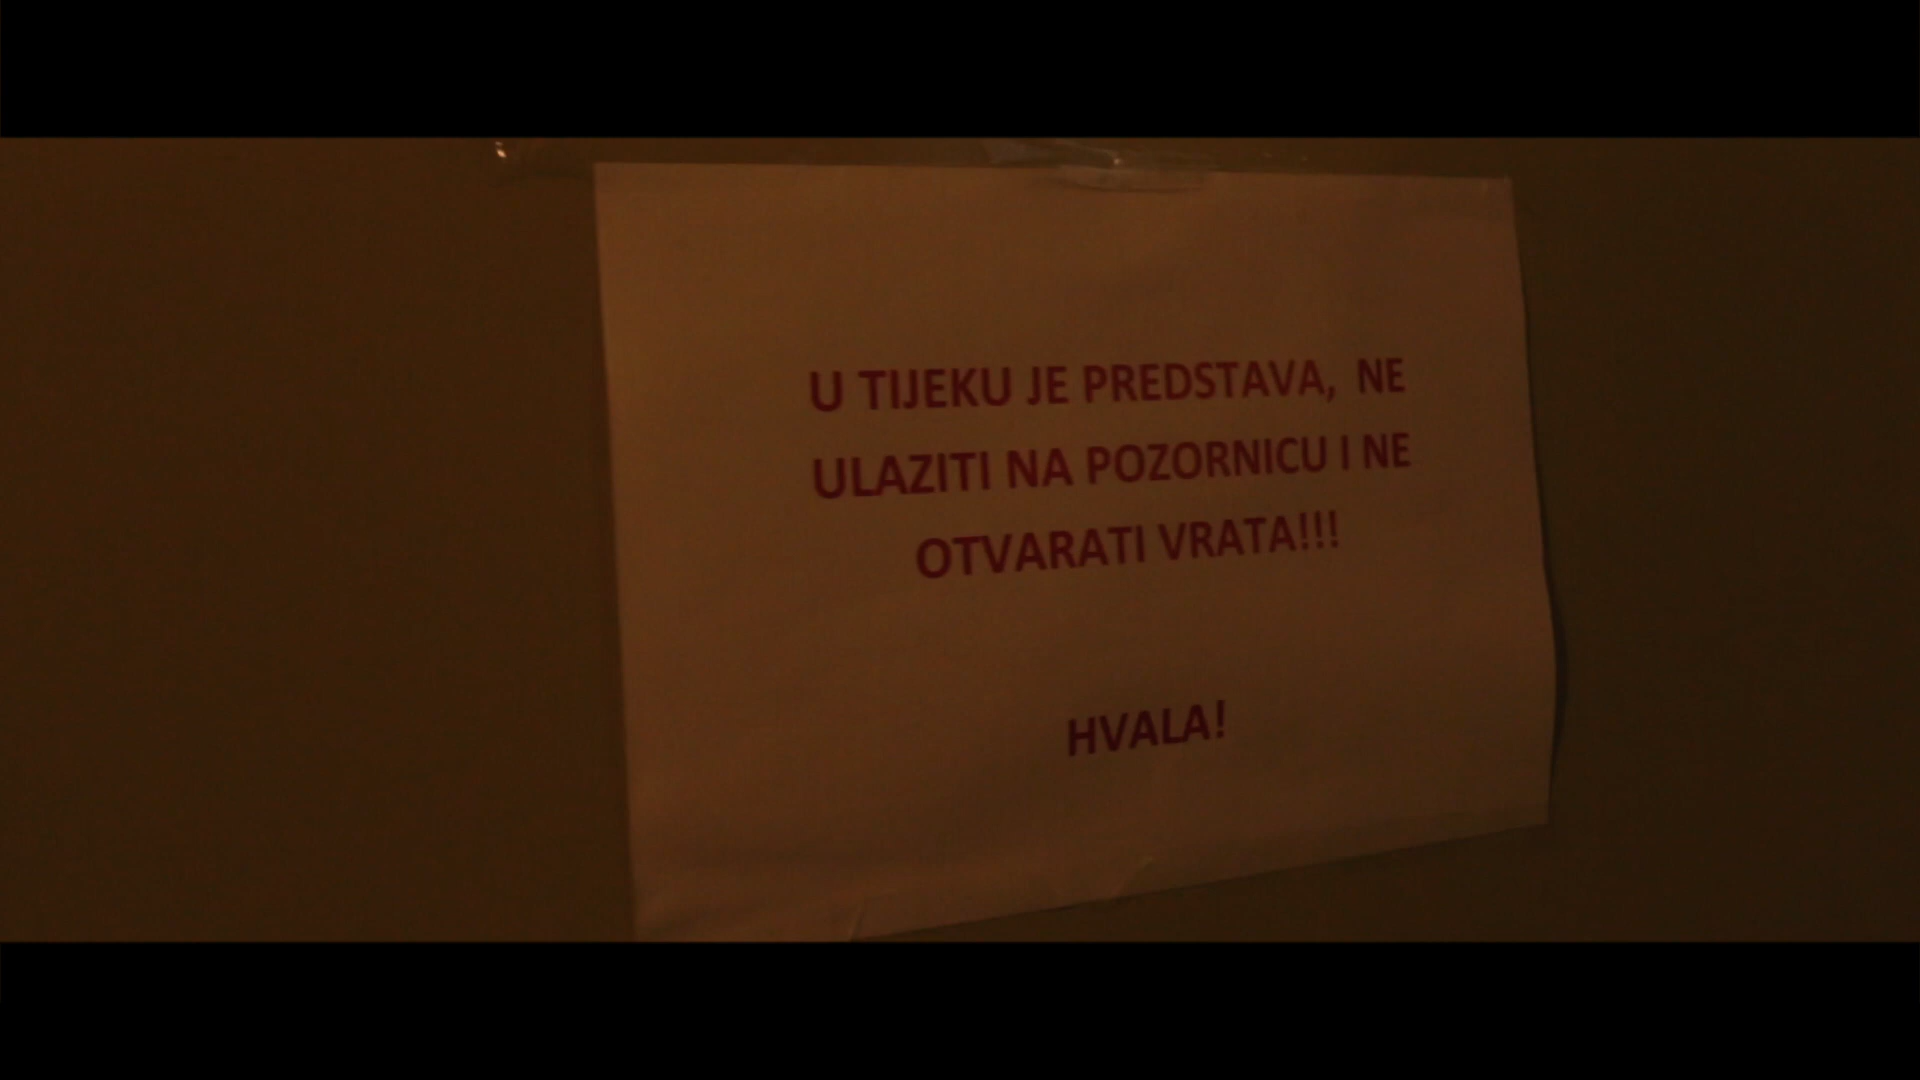 U TIJEKU JE PREDSTAVA, NE
ULAZITI NA POZORNICU I NE
OTVARATI VRATA!!!
HVALA!